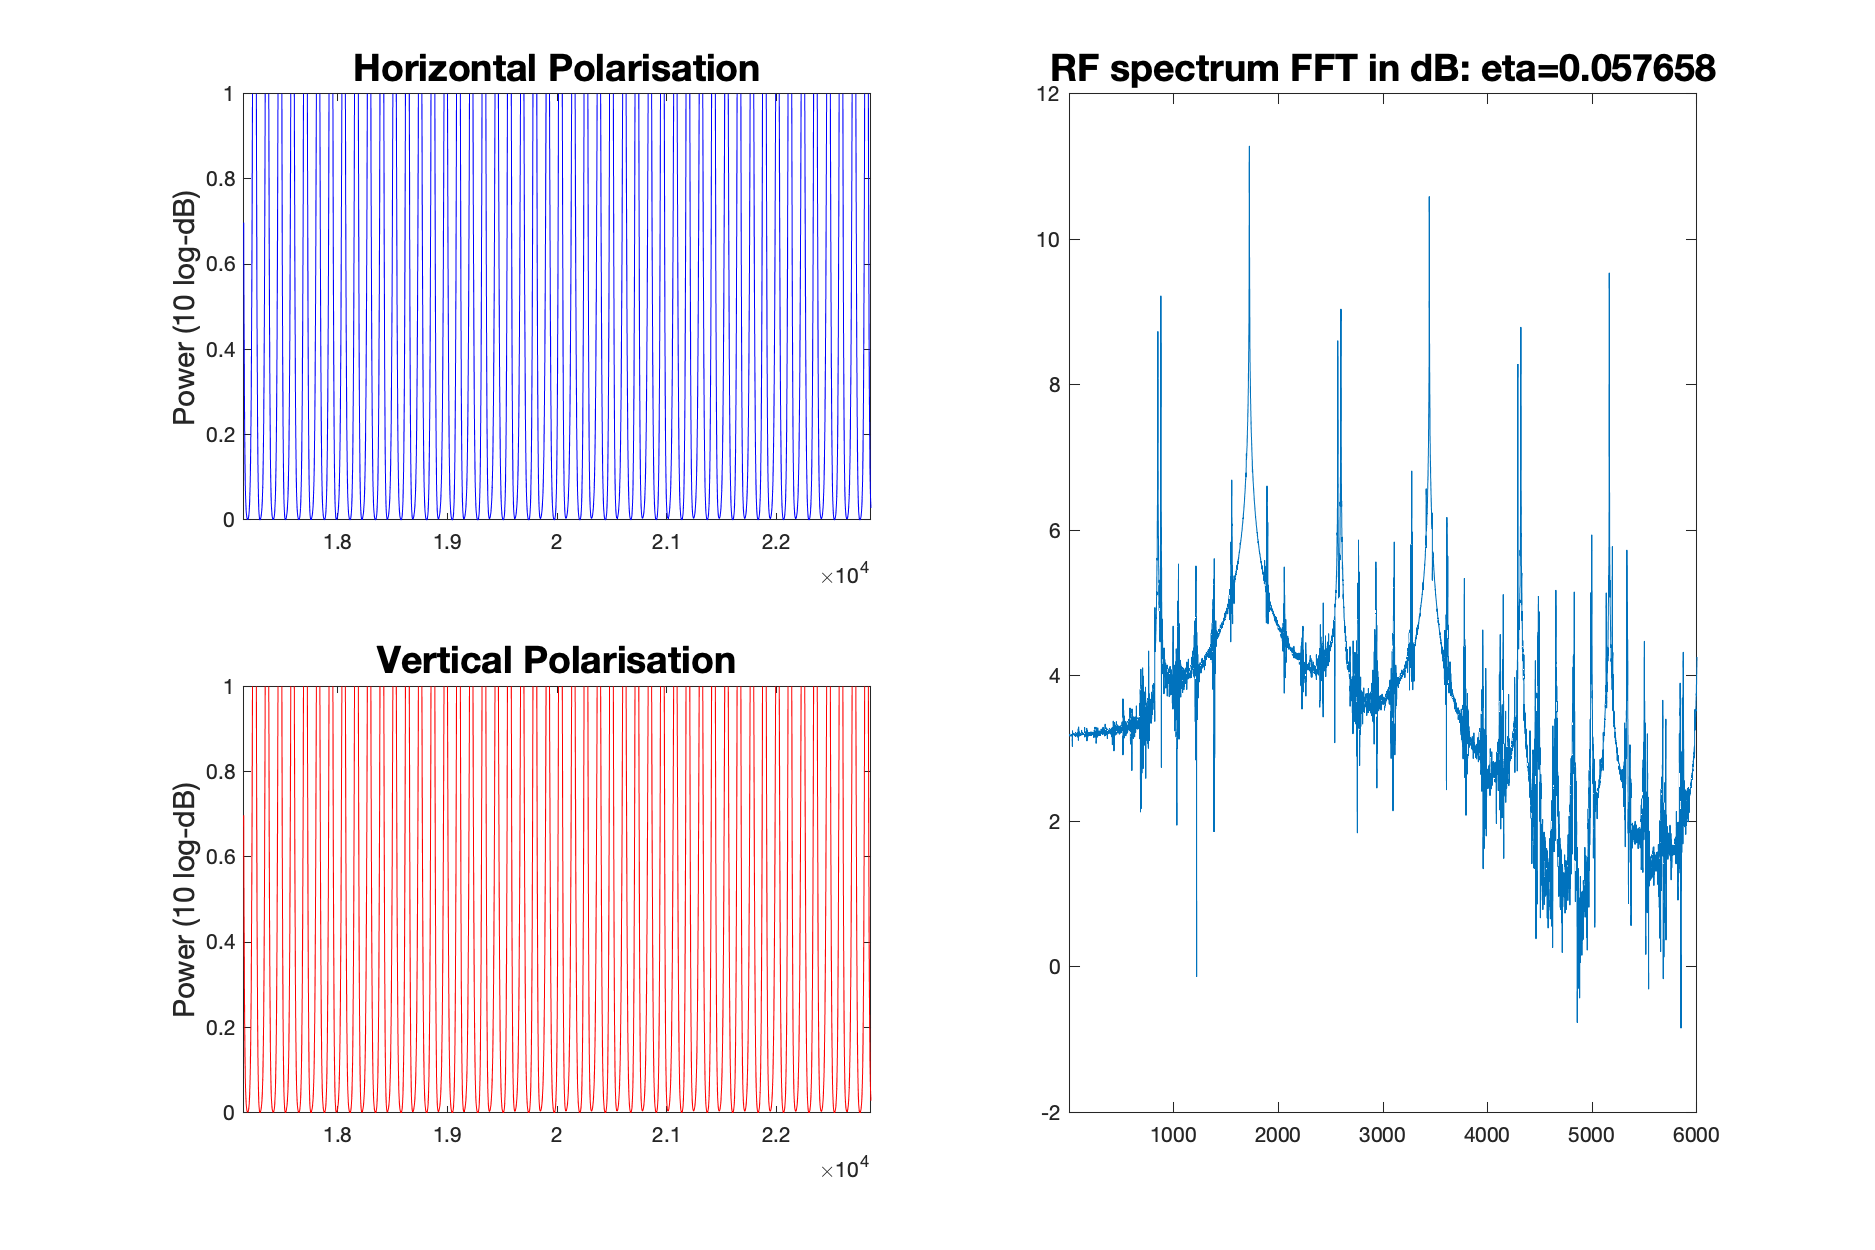 Horizontal Polarisation
Power (10 log-dB)
1
0.8
0.6
0.4
0.2
0
1.8 1.9 2 2.1 2.2
×10^4
Vertical Polarisation
Power (10 log-dB)
1
0.8
0.6
0.4
0.2
0
1.8 1.9 2 2.1 2.2
×10^4
RF spectrum FFT in dB: eta=0.057658
12
10
8
6
4
2
0
-2
1000 2000 3000 4000 5000 6000